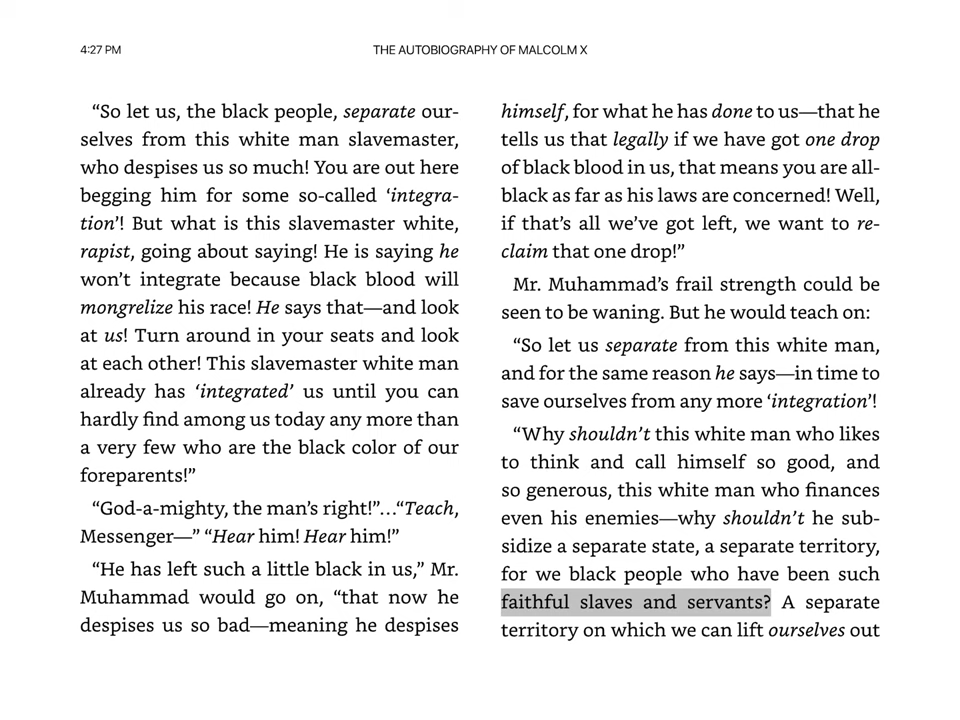 4:27 PM
THE AUTOBIOGRAPHY OF MALCOLM X
“So let us, the black people, separate our-
selves from this white man slavemaster,
who despises us so much! You are out here
begging him for some so-called ‘integra-
tion’! But what is this slavemaster white,
rapist, going about saying! He is saying he
won’t integrate because black blood will
mongrelize his race! He says that—and look
at us! Turn around in your seats and look
at each other! This slavemaster white man
already has ‘integrated’ us until you can
hardly find among us today any more than
a very few who are the black color of our
foreparents!”
“God-a-mighty, the man’s right!”…“Teach,
Messenger—” “Hear him! Hear him!”
“He has left such a little black in us,” Mr.
Muhammad would go on, “that now he
despises us so bad—meaning he despises
himself, for what he has done to us—that he
tells us that legally if we have got one drop
of black blood in us, that means you are all-
black as far as his laws are concerned! Well,
if that’s all we’ve got left, we want to re-
claim that one drop!”
Mr. Muhammad’s frail strength could be
seen to be waning. But he would teach on:
“So let us separate from this white man,
and for the same reason he says—in time to
save ourselves from any more ‘integration’!
“Why shouldn’t this white man who likes
to think and call himself so good, and
so generous, this white man who finances
even his enemies—why shouldn’t he sub-
sidize a separate state, a separate territory,
for we black people who have been such
faithful slaves and servants? A separate
territory on which we can lift ourselves out